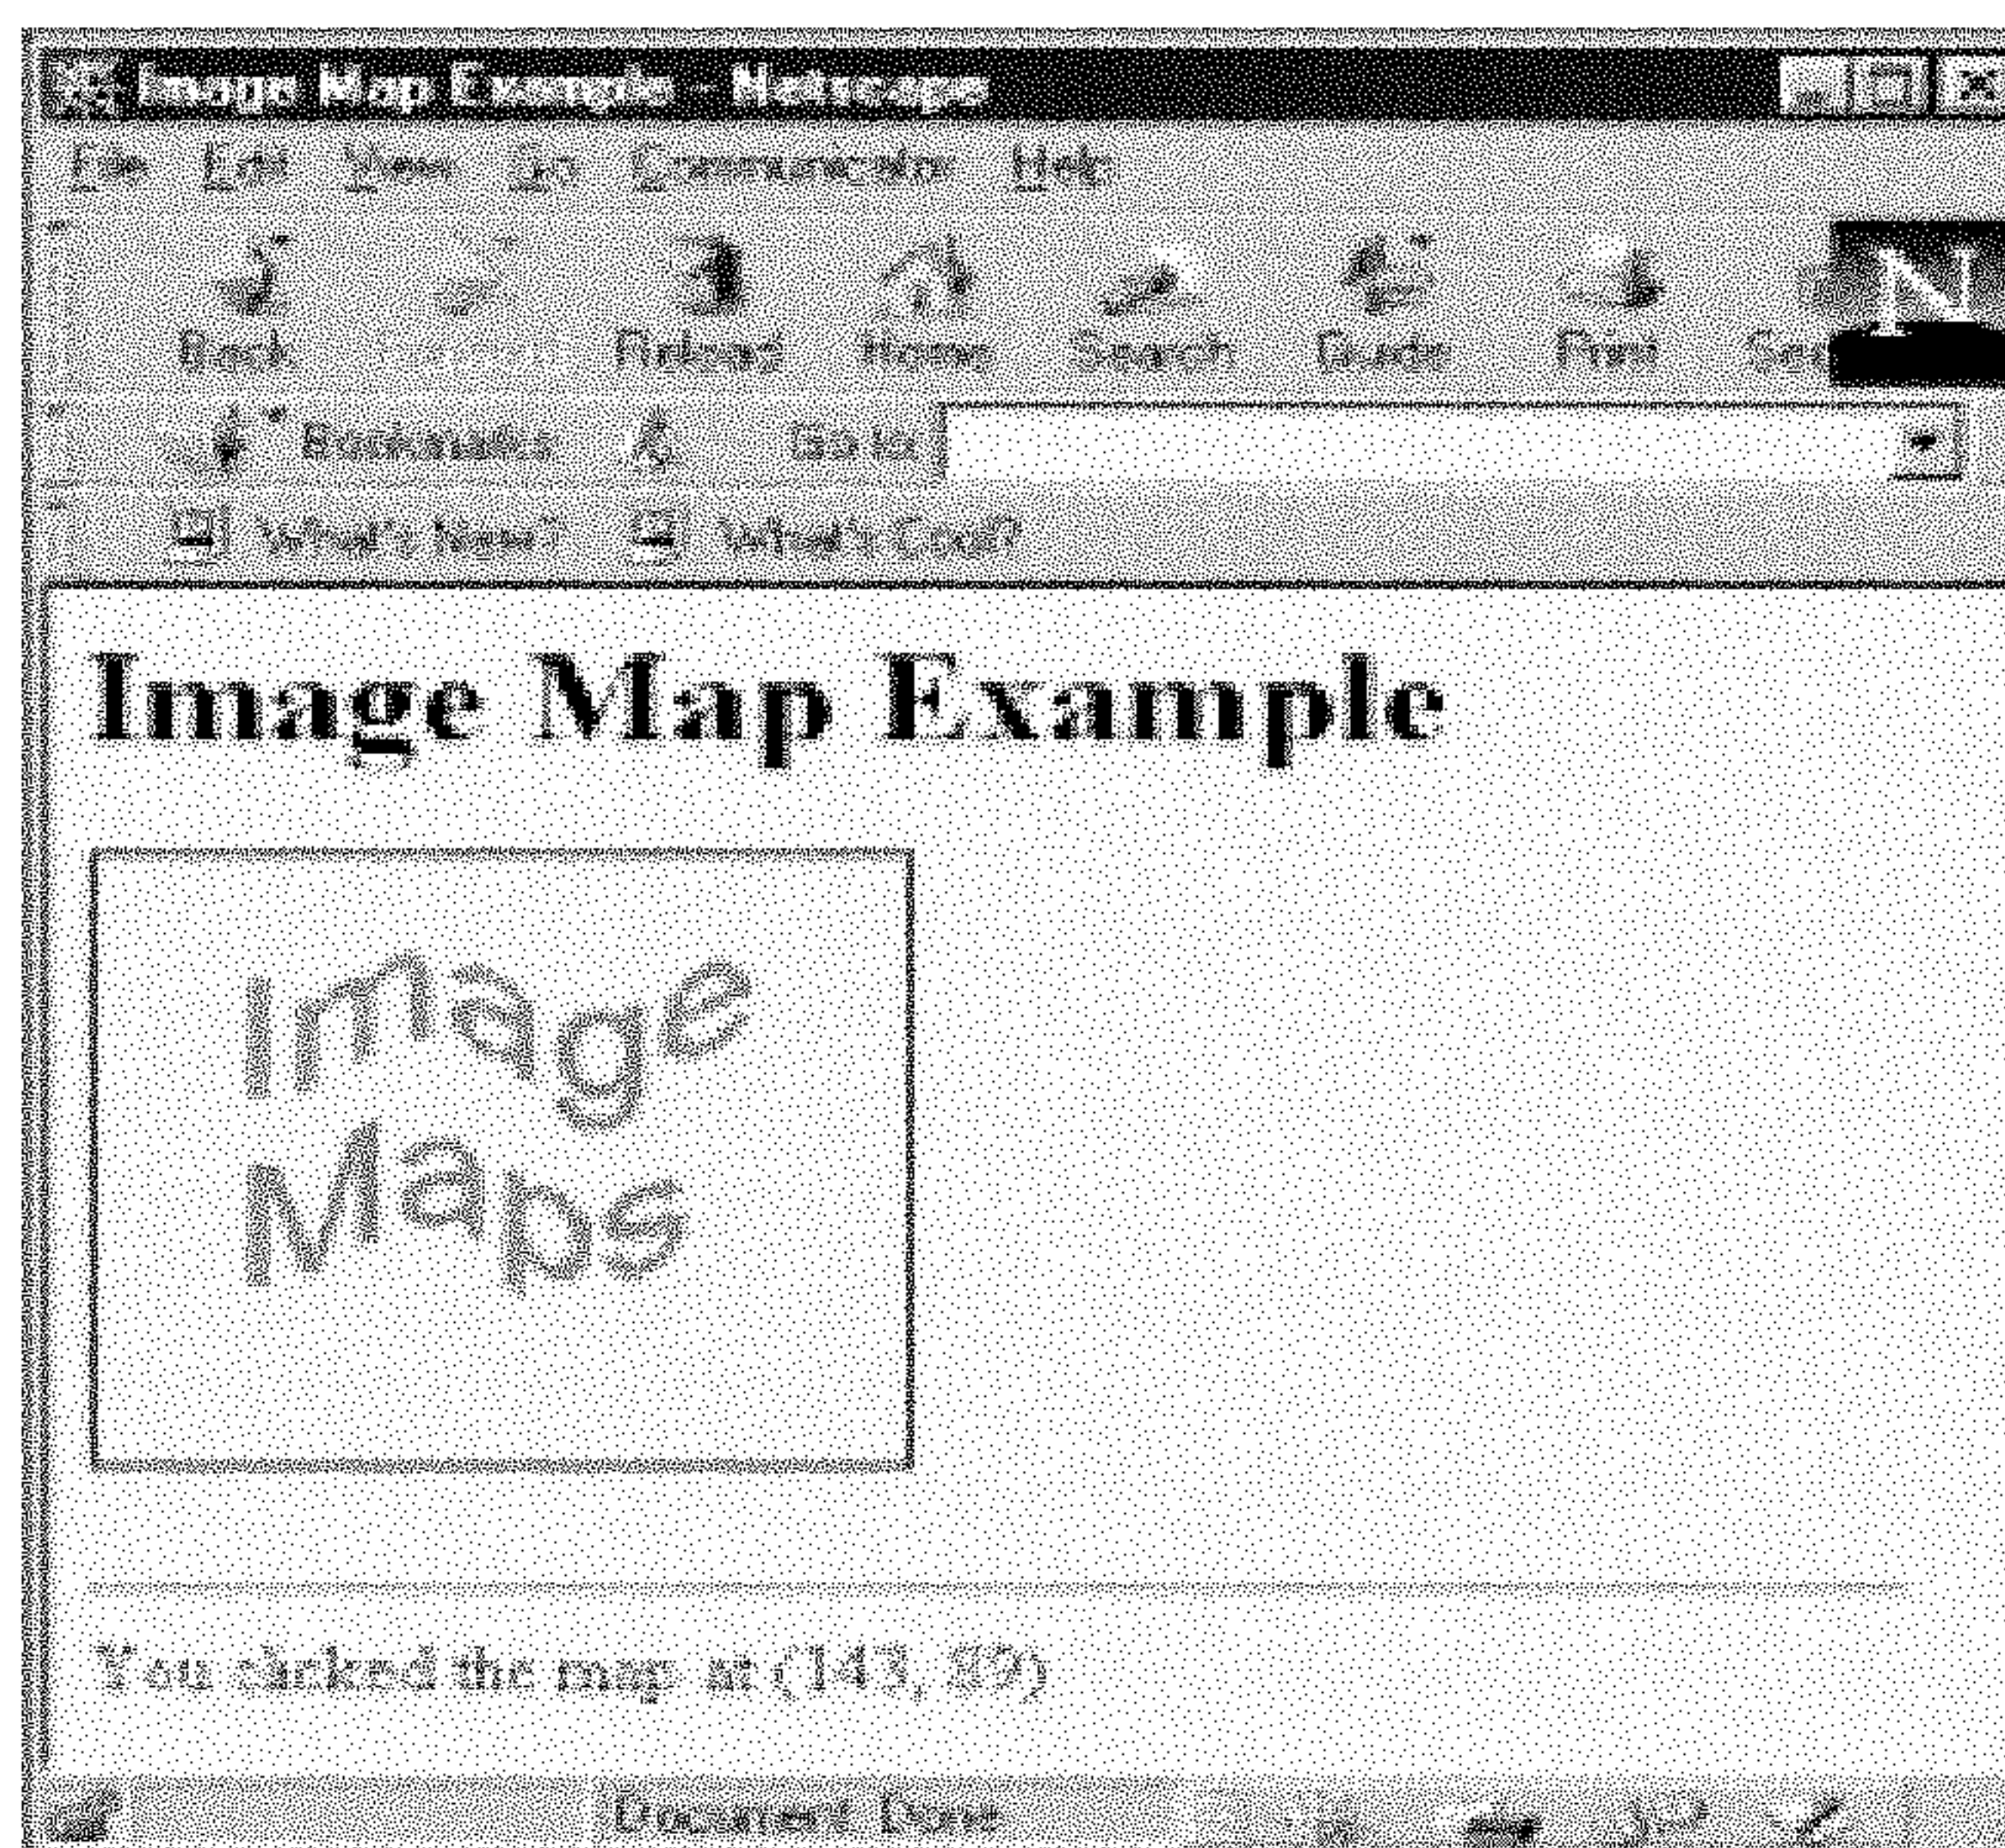 Image Map Example - Netscape
File Edit View Go Communicator Help
N
Back Reload Home Search Guide Print
Bookmarks Go to:
What's New? What's Cool?
Image Map Example
Image
Maps
You clicked the map at (143, 89)
Document Done